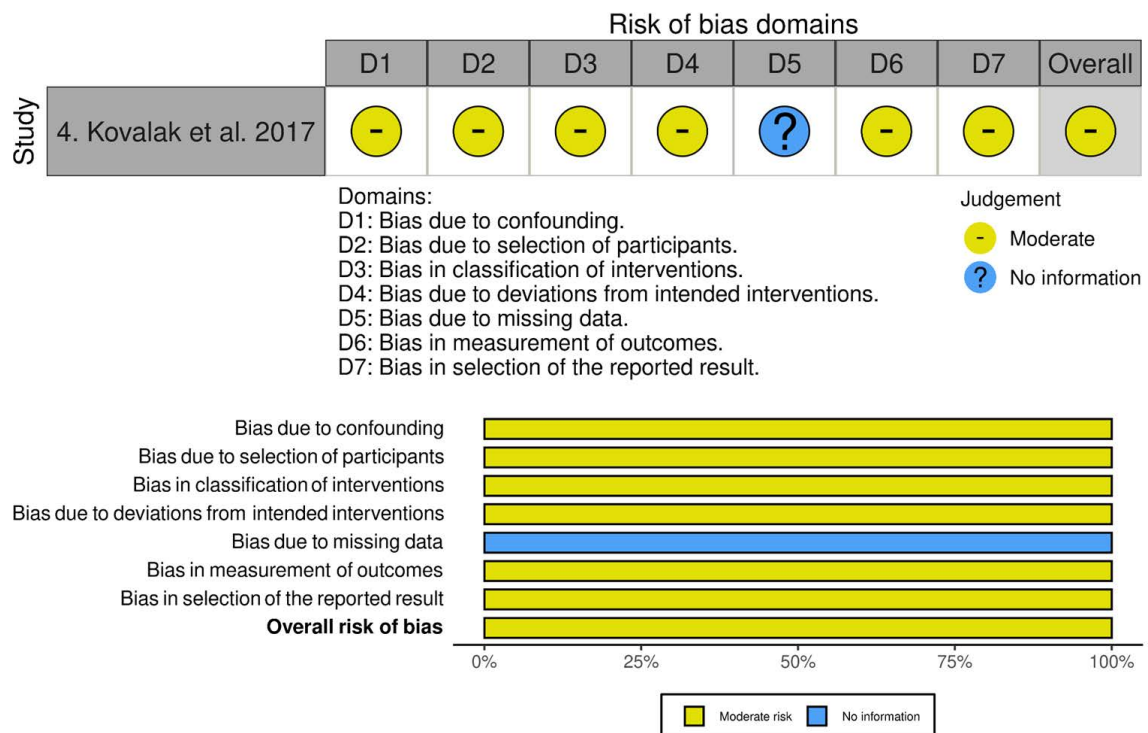 Risk of bias domains
D1 D2 D3 D4 D5 D6 D7 Overall
Study
4. Kovalak et al. 2017 - - - - ? - - -
Domains:
D1: Bias due to confounding.
D2: Bias due to selection of participants.
D3: Bias in classification of interventions.
D4: Bias due to deviations from intended interventions.
D5: Bias due to missing data.
D6: Bias in measurement of outcomes.
D7: Bias in selection of the reported result.
Judgement
- Moderate
? No information
Bias due to confounding
Bias due to selection of participants
Bias in classification of interventions
Bias due to deviations from intended interventions
Bias due to missing data
Bias in measurement of outcomes
Bias in selection of the reported result
Overall risk of bias
0% 25% 50% 75% 100%
Moderate risk No information